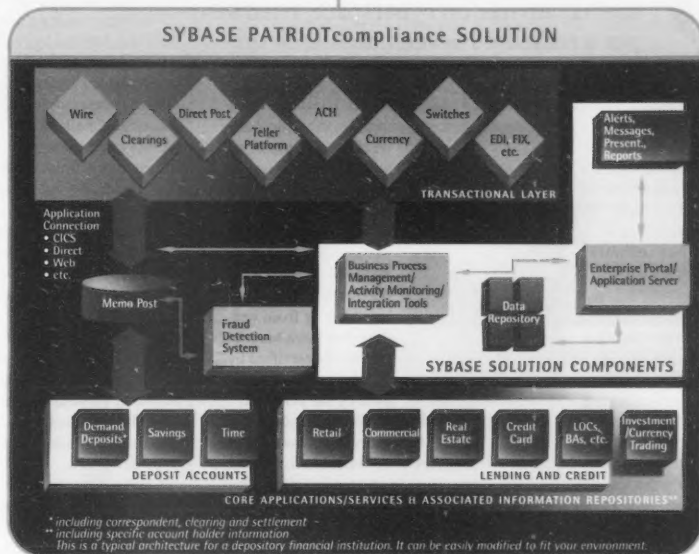 SYBASE PATRIOTcompliance SOLUTION
Wire
Clearings
Direct Post
Teller
Platform
ACH
Currency
Switches
EDI, FIX,
etc.
Alerts,
Messages,
Present.,
Reports
TRANSACTIONAL LAYER
Application
Connection
• CICS
• Direct
• Web
• etc.
Memo Post
Fraud
Detection
System
Business Process
Management/
Activity Monitoring/
Integration Tools
Data
Repository
Enterprise Portal/
Application Server
SYBASE SOLUTION COMPONENTS
Demand
Deposits*
Savings
Time
DEPOSIT ACCOUNTS
Retail
Commercial
Real
Estate
Credit
Card
LOCs,
BAs, etc.
Investment
/Currency
Trading
LENDING AND CREDIT
CORE APPLICATIONS/SERVICES & ASSOCIATED INFORMATION REPOSITORIES**
* including correspondent, clearing and settlement
** including specific account holder information
This is a typical architecture for a depository financial institution. It can be easily modified to fit your environment.